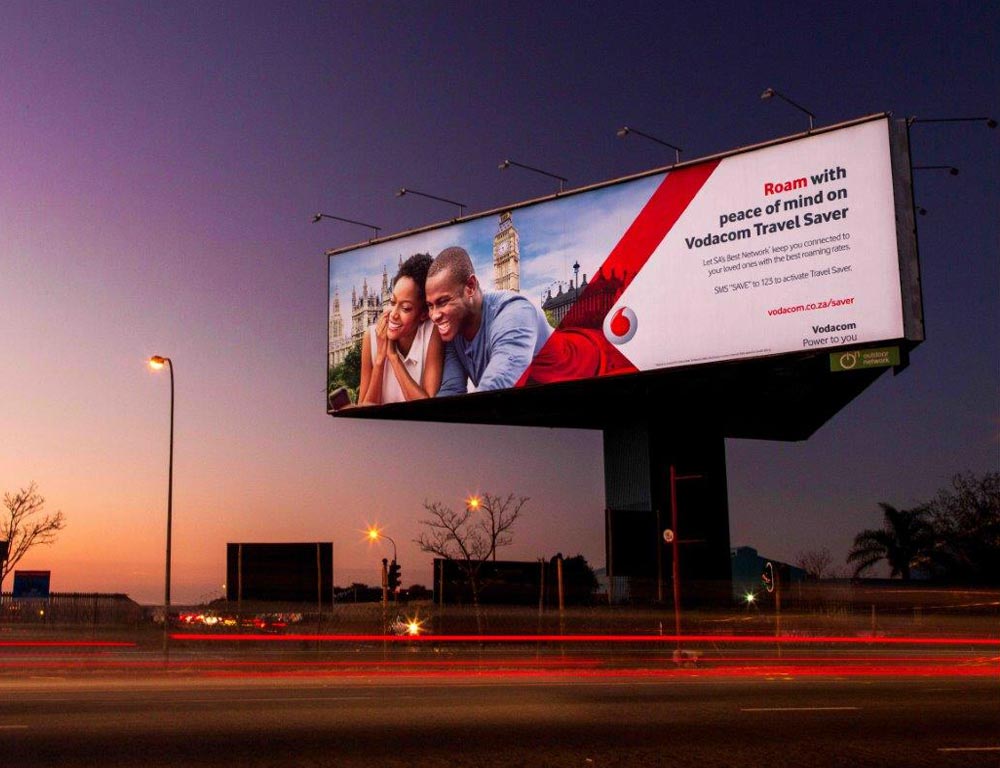 Roam with
peace of mind on
Vodacom Travel Saver
Let SA's Best Network* keep you connected to
your loved ones with the best roaming rates.
SMS "SAVE" to 123 to activate Travel Saver.
vodacom.co.za/saver
Vodacom
Power to you
outdoor
network